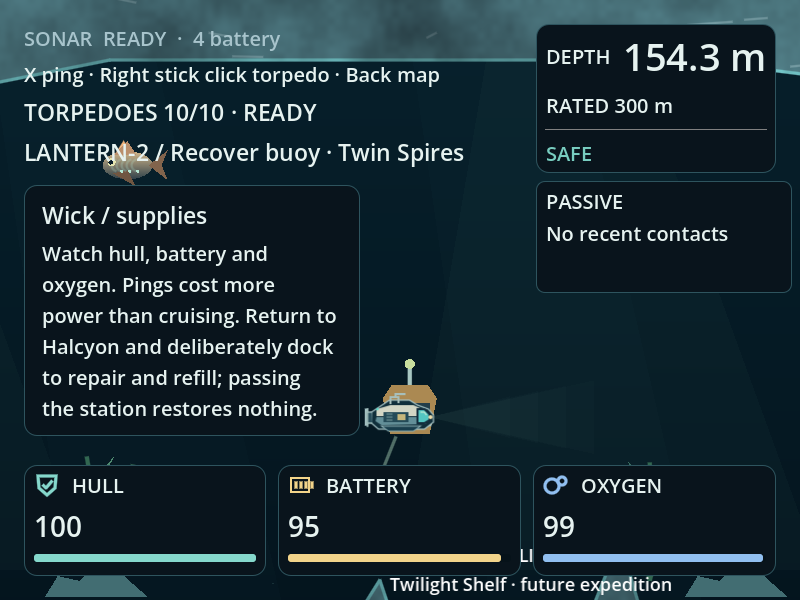 SONAR READY · 4 battery
X ping · Right stick click torpedo · Back map
TORPEDOES 10/10 · READY
LANTERN-2 / Recover buoy · Twin Spires
DEPTH 154.3 m
RATED 300 m
SAFE
PASSIVE
No recent contacts
Wick / supplies
Watch hull, battery and
oxygen. Pings cost more
power than cruising. Return to
Halcyon and deliberately dock
to repair and refill; passing
the station restores nothing.
HULL
100
BATTERY
95
OXYGEN
99
LI
Twilight Shelf · future expedition